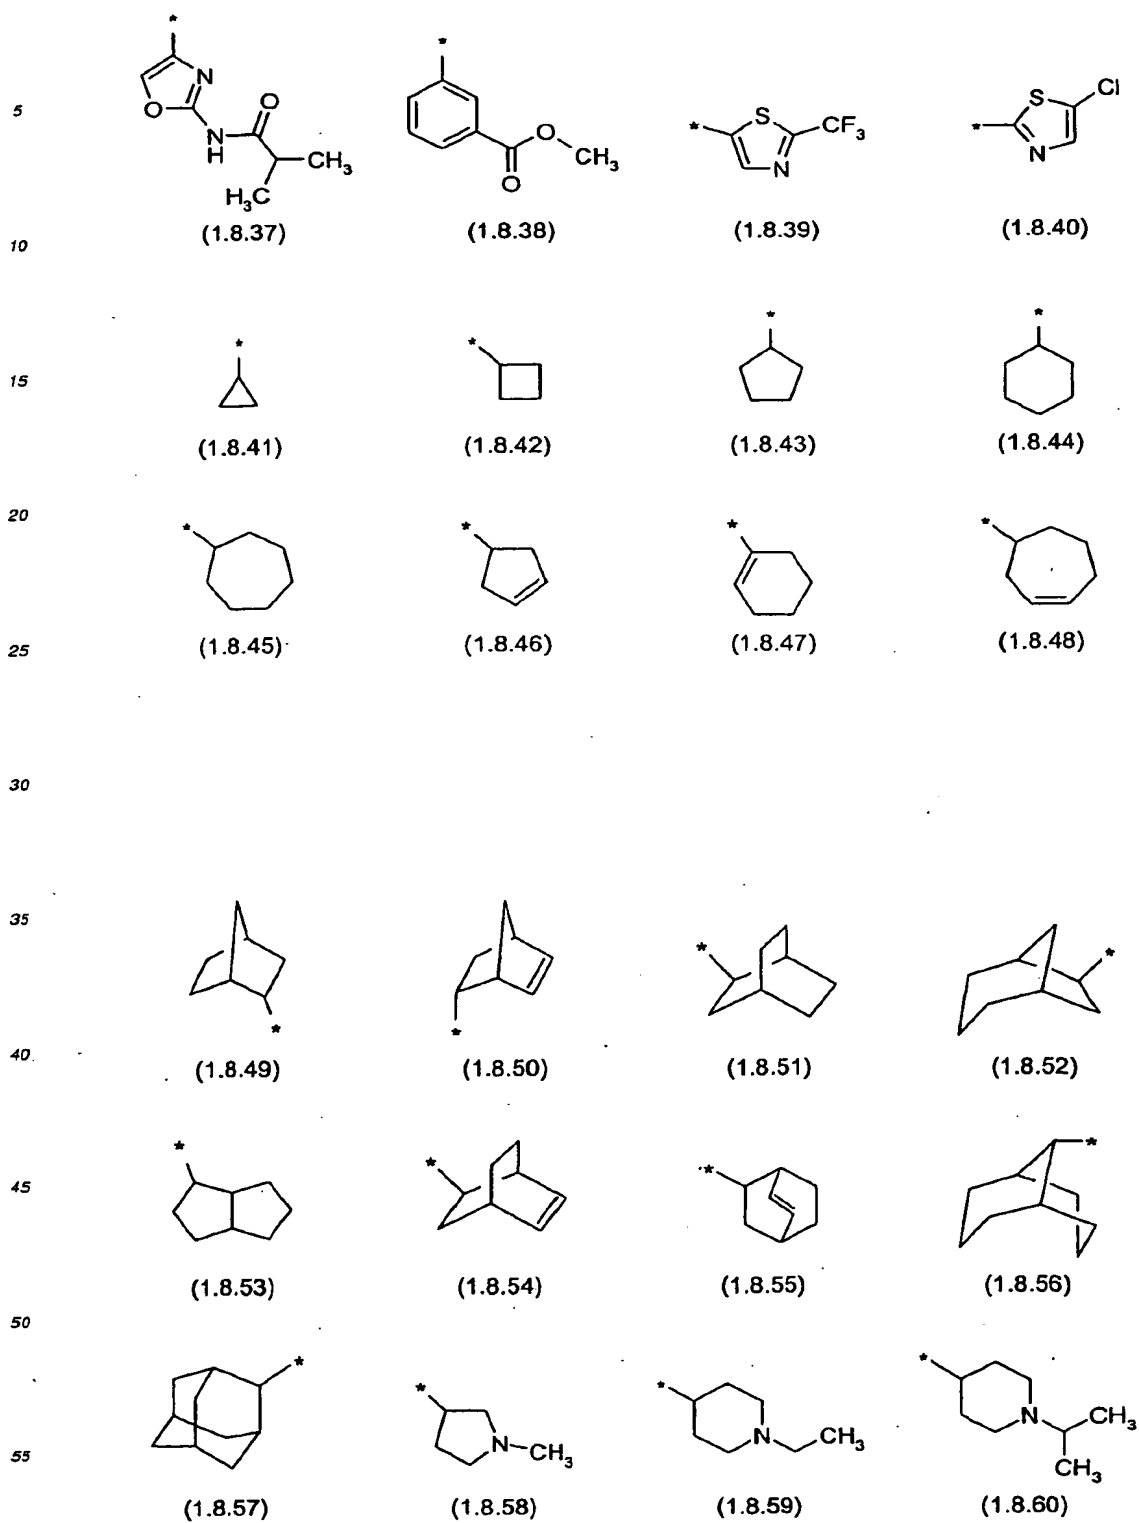 *
*
N
O
5
O
N
H
O
CH3
O
S
CF3
*
N
S
Cl
*
N
CH3
H3C
O
(1.8.37) (1.8.38) (1.8.39) (1.8.40)
10
* * * *
15
(1.8.41) (1.8.42) (1.8.43) (1.8.44)
20
* * * *
(1.8.45) (1.8.46) (1.8.47) (1.8.48)
25
30
35
* *
* *
40
(1.8.49) (1.8.50) (1.8.51) (1.8.52)
* * * *
45
(1.8.53) (1.8.54) (1.8.55) (1.8.56)
50
* * * *
N CH3
N CH3
N CH3
CH3
55
(1.8.57) (1.8.58) (1.8.59) (1.8.60)